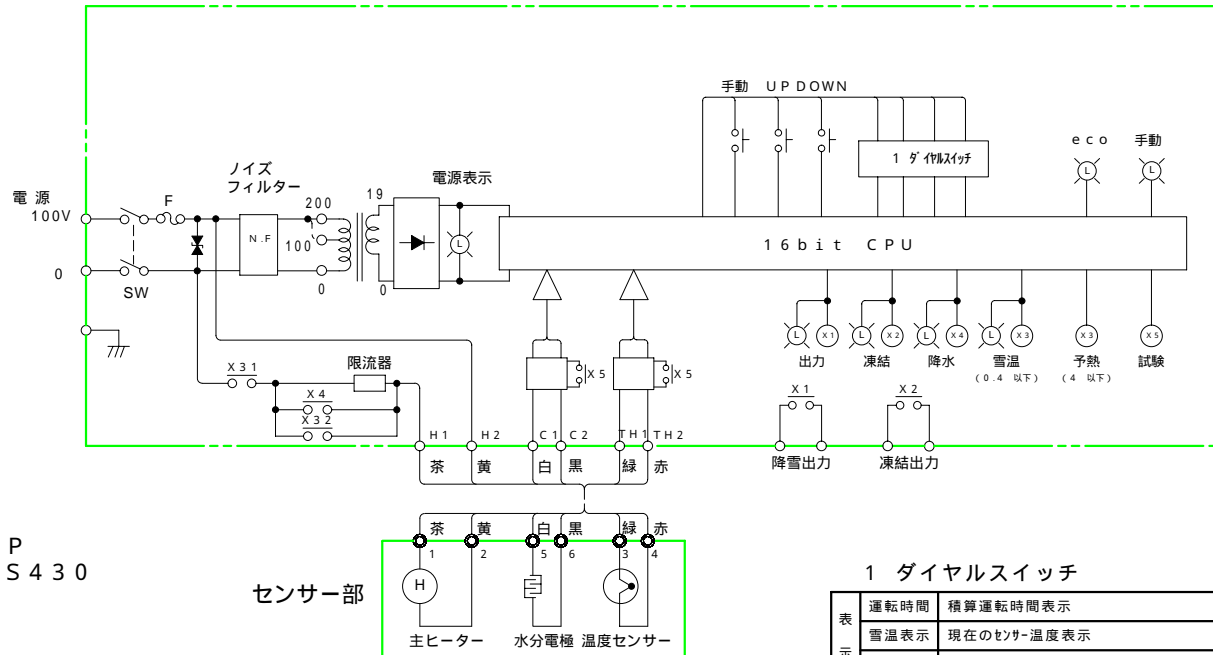 手動 UP DOWN
1 ダイヤルスイッチ
eco 手動
L L
ノイズ
フィルター
電源表示
電源
100V
F
200
19
N.F
100
L
16bit CPU
0
SW
0
0
L X1 L X2 L X4 L X3 X3 X5
出力 凍結 降水 雪温 予熱 試験
(0.4 以下) (4 以下)
X31
限流器
X5
X5
X4
X32
X1
X2
H1 H2 C1 C2 TH1 TH2
降雪出力 凍結出力
茶 黄 白 黒 緑 赤
茶 黄 白 黒 緑 赤
1 2 5 6 3 4
P
S430
センサー部
H
主ヒーター 水分電極 温度センサー
1 ダイヤルスイッチ
表示
運転時間 積算運転時間表示
雪温表示 現在のセンサー温度表示